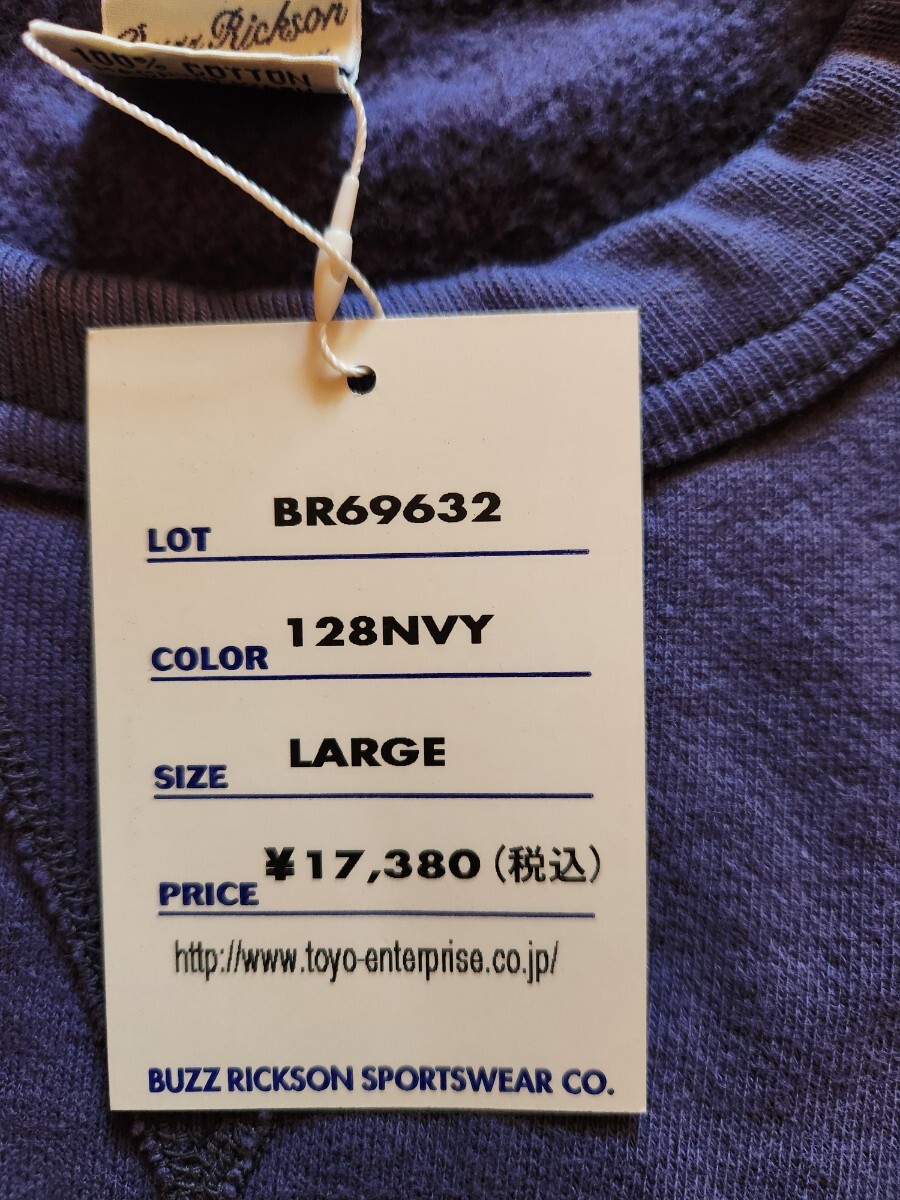 Rickson
100% COTTON
BR69632
LOT
128NVY
COLOR
LARGE
SIZE
¥17,380(税込)
PRICE
http://www.toyo-enterprise.co.jp/
BUZZ RICKSON SPORTSWEAR CO.